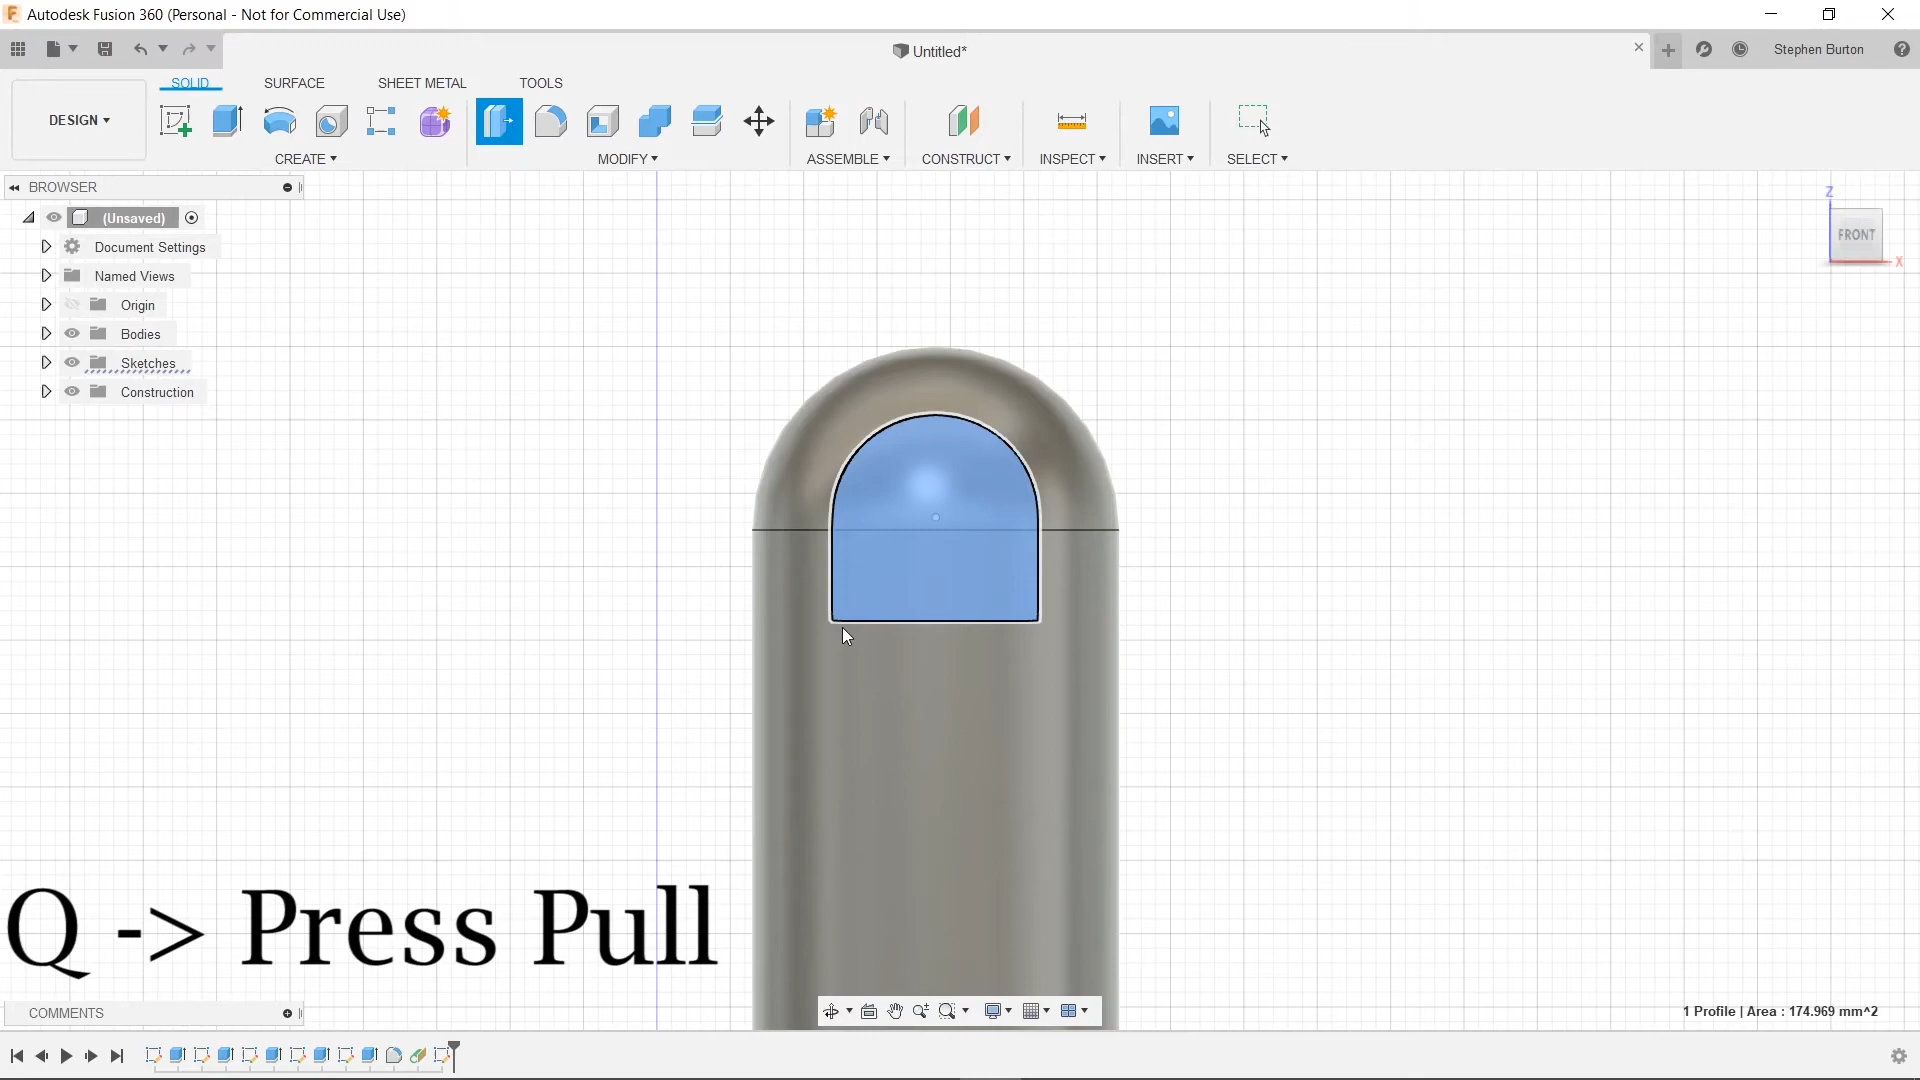 Autodesk Fusion 360 (Personal - Not for Commercial Use)
Untitled*
Stephen Burton
SOLID SURFACE SHEET METAL TOOLS
DESIGN
CREATE MODIFY ASSEMBLE CONSTRUCT INSPECT INSERT SELECT
BROWSER
(Unsaved)
Document Settings
Named Views
Origin
Bodies
Sketches
Construction
Z
FRONT
X
Q -> Press Pull
COMMENTS
1 Profile | Area : 174.969 mm^2